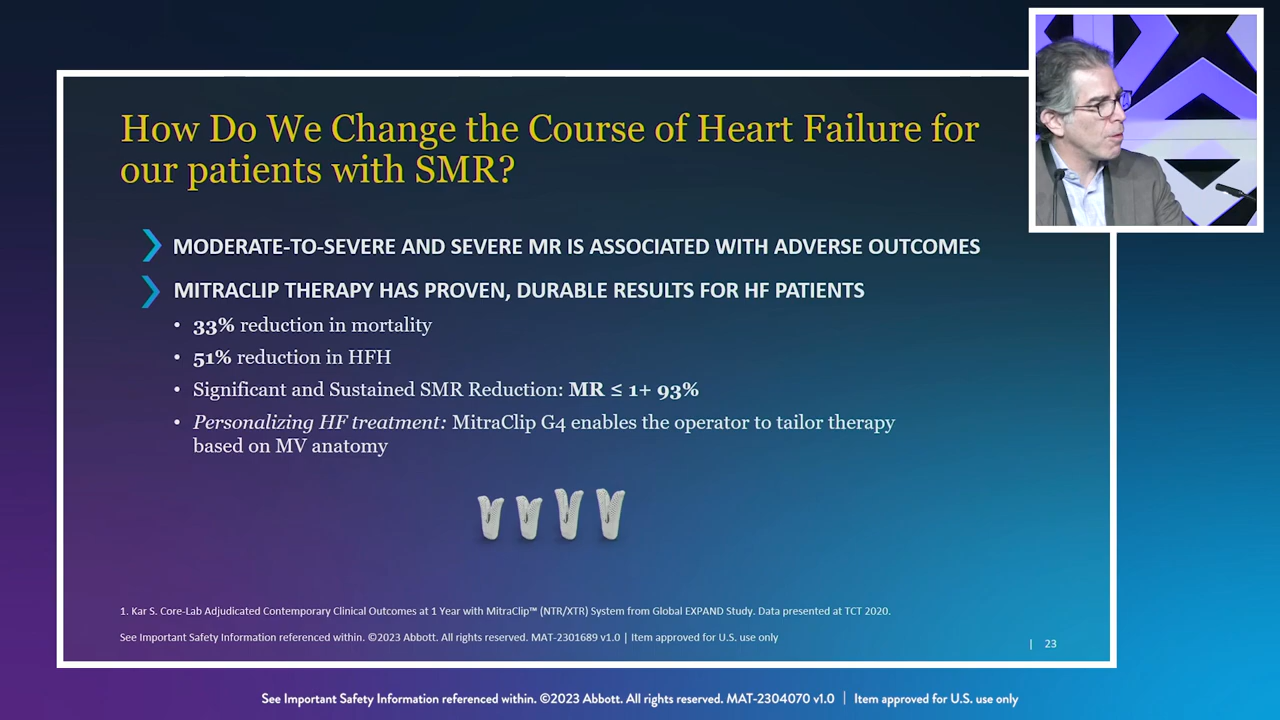 How Do We Change the Course of Heart Failure for
our patients with SMR?
MODERATE-TO-SEVERE AND SEVERE MR IS ASSOCIATED WITH ADVERSE OUTCOMES
MITRACLIP THERAPY HAS PROVEN, DURABLE RESULTS FOR HF PATIENTS
• 33% reduction in mortality
• 51% reduction in HFH
• Significant and Sustained SMR Reduction: MR ≤ 1+ 93%
• Personalizing HF treatment: MitraClip G4 enables the operator to tailor therapy
based on MV anatomy
1. Kar S. Core-Lab Adjudicated Contemporary Clinical Outcomes at 1 Year with MitraClip™ (NTR/XTR) System from Global EXPAND Study. Data presented at TCT 2020.
See Important Safety Information referenced within. ©2023 Abbott. All rights reserved. MAT-2301689 v1.0 | Item approved for U.S. use only
| 23
See Important Safety Information referenced within. ©2023 Abbott. All rights reserved. MAT-2304070 v1.0 | Item approved for U.S. use only